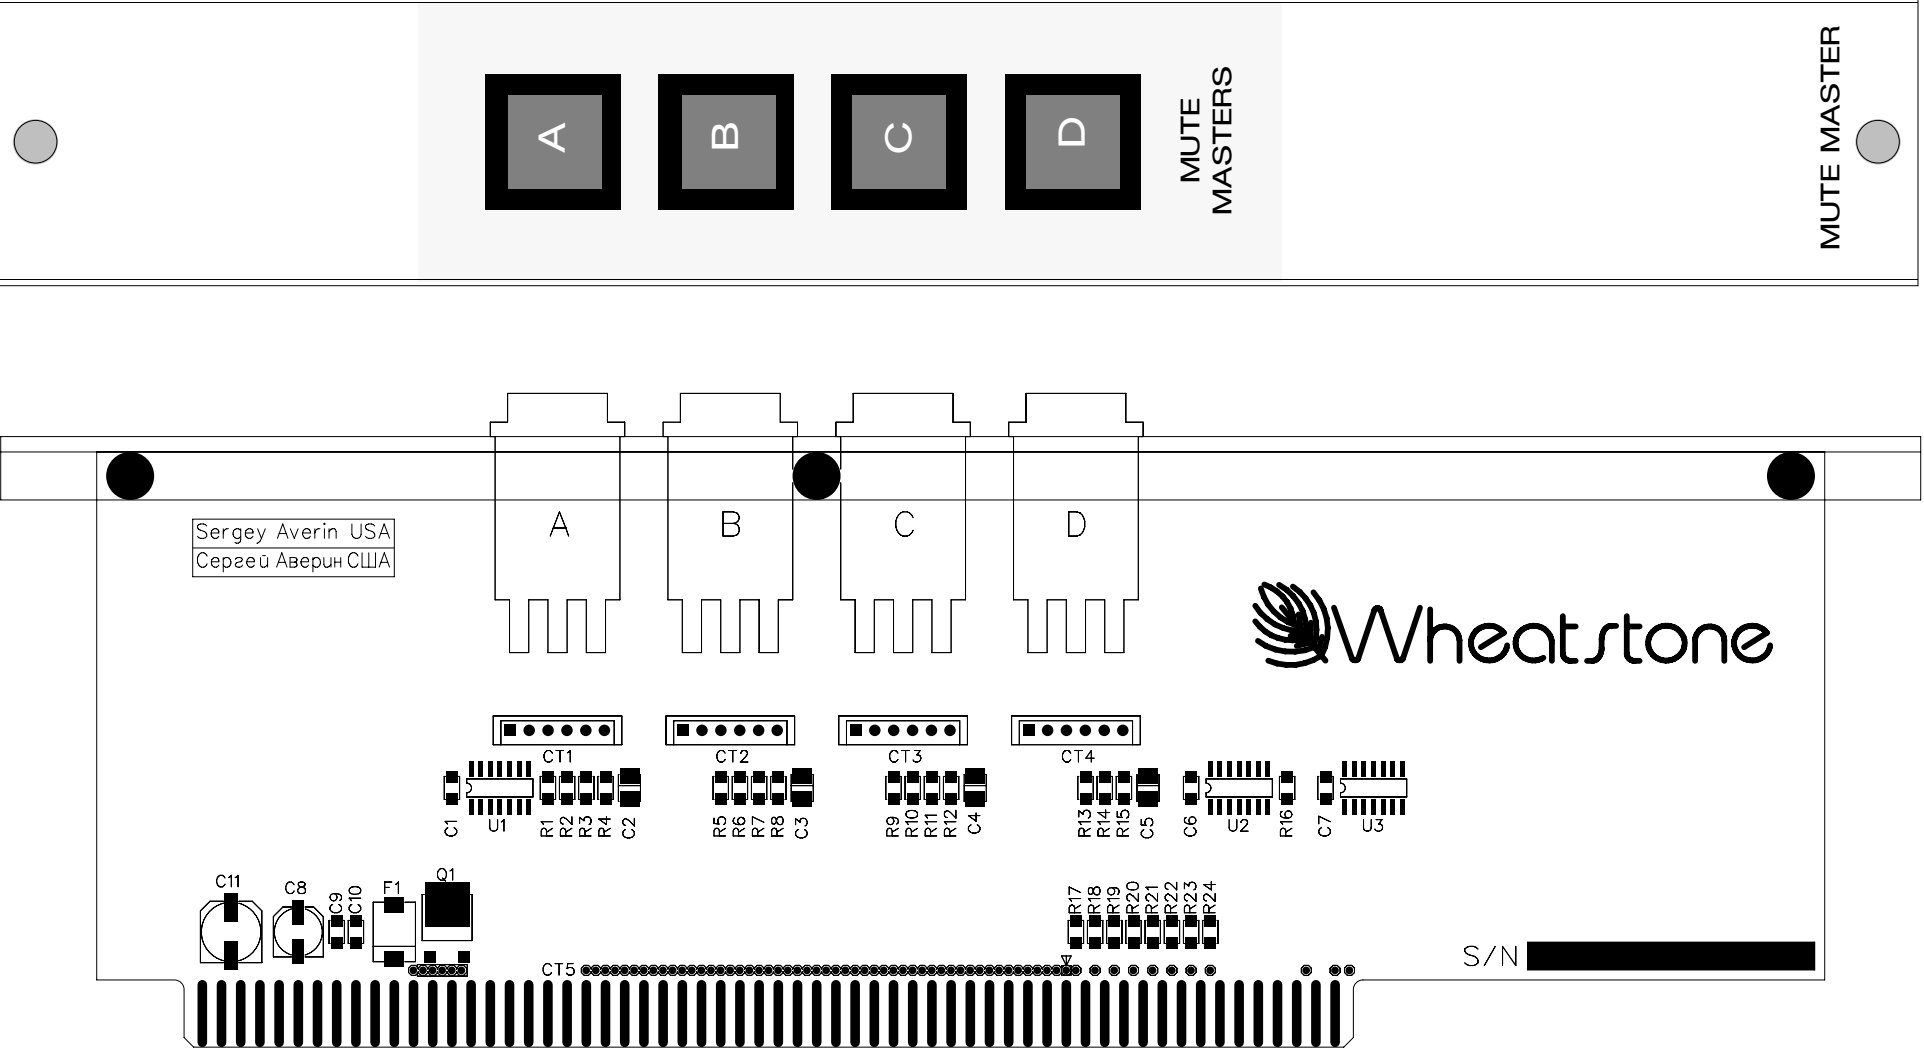 A
B
C
D
MUTE
MASTERS
MUTE MASTER
Sergey Averin USA
Сергей Аверин США
A
B
C
D
Wheatstone
CT1
CT2
CT3
CT4
C1
U1
R1
R2
R3
R4
C2
R5
R6
R7
R8
C3
R9
R10
R11
R12
C4
R13
R14
R15
C5
C6
U2
R16
C7
U3
C11
C8
C9
C10
F1
Q1
R17
R18
R19
R20
R21
R22
R23
R24
CT5
S/N